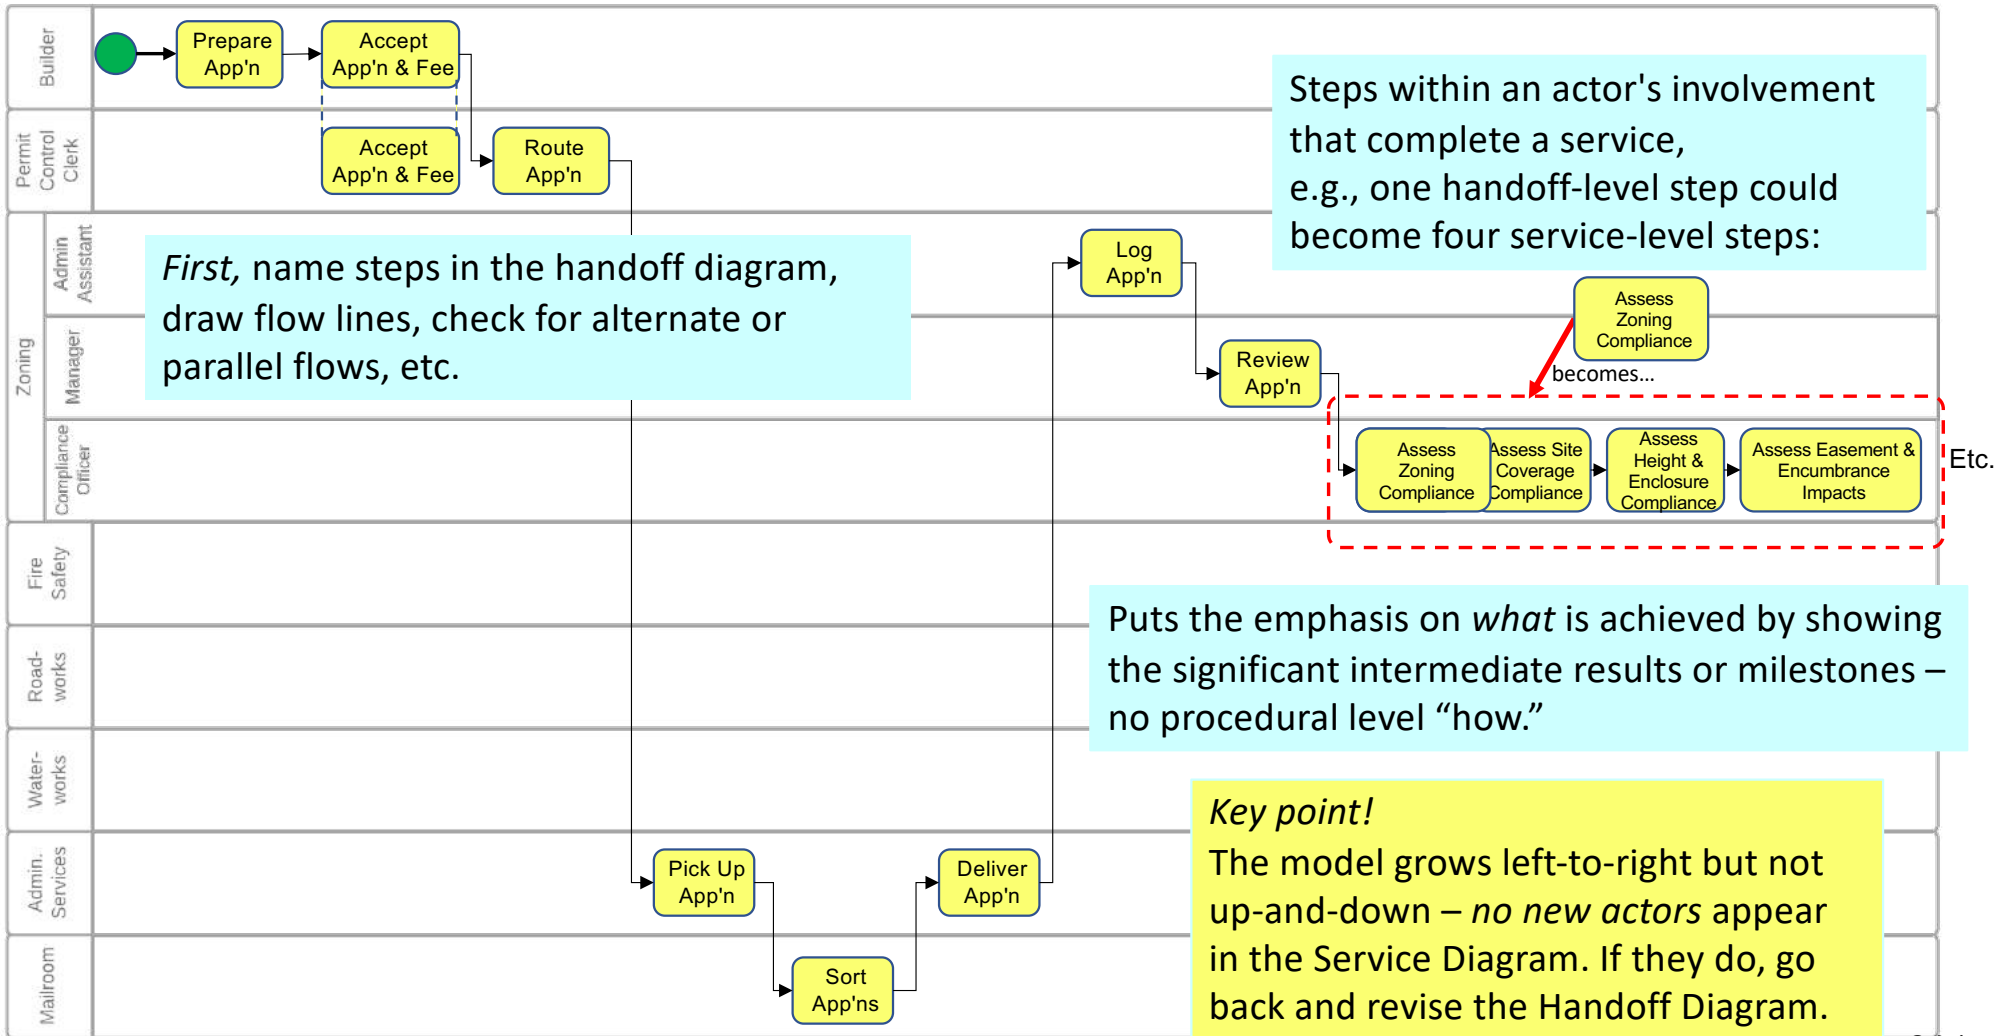 Builder
Prepare
App'n
Accept
App'n & Fee
Permit
Control
Clerk
Accept
App'n & Fee
Route
App'n
Steps within an actor's involvement
that complete a service,
e.g., one handoff-level step could
become four service-level steps:
Zoning
Admin
Assistant
First, name steps in the handoff diagram,
draw flow lines, check for alternate or
parallel flows, etc.
Log
App'n
Assess
Zoning
Compliance
becomes...
Manager
Review
App'n
Compliance
Officer
Assess
Zoning
Compliance
Assess Site
Coverage
Compliance
Assess
Height &
Enclosure
Compliance
Assess Easement &
Encumbrance
Impacts
Etc.
Fire
Safety
Road-
works
Puts the emphasis on what is achieved by showing
the significant intermediate results or milestones –
no procedural level “how.”
Water-
works
Admin.
Services
Pick Up
App'n
Deliver
App'n
Mailroom
Sort
App'ns
Key point!
The model grows left-to-right but not
up-and-down – no new actors appear
in the Service Diagram. If they do, go
back and revise the Handoff Diagram.